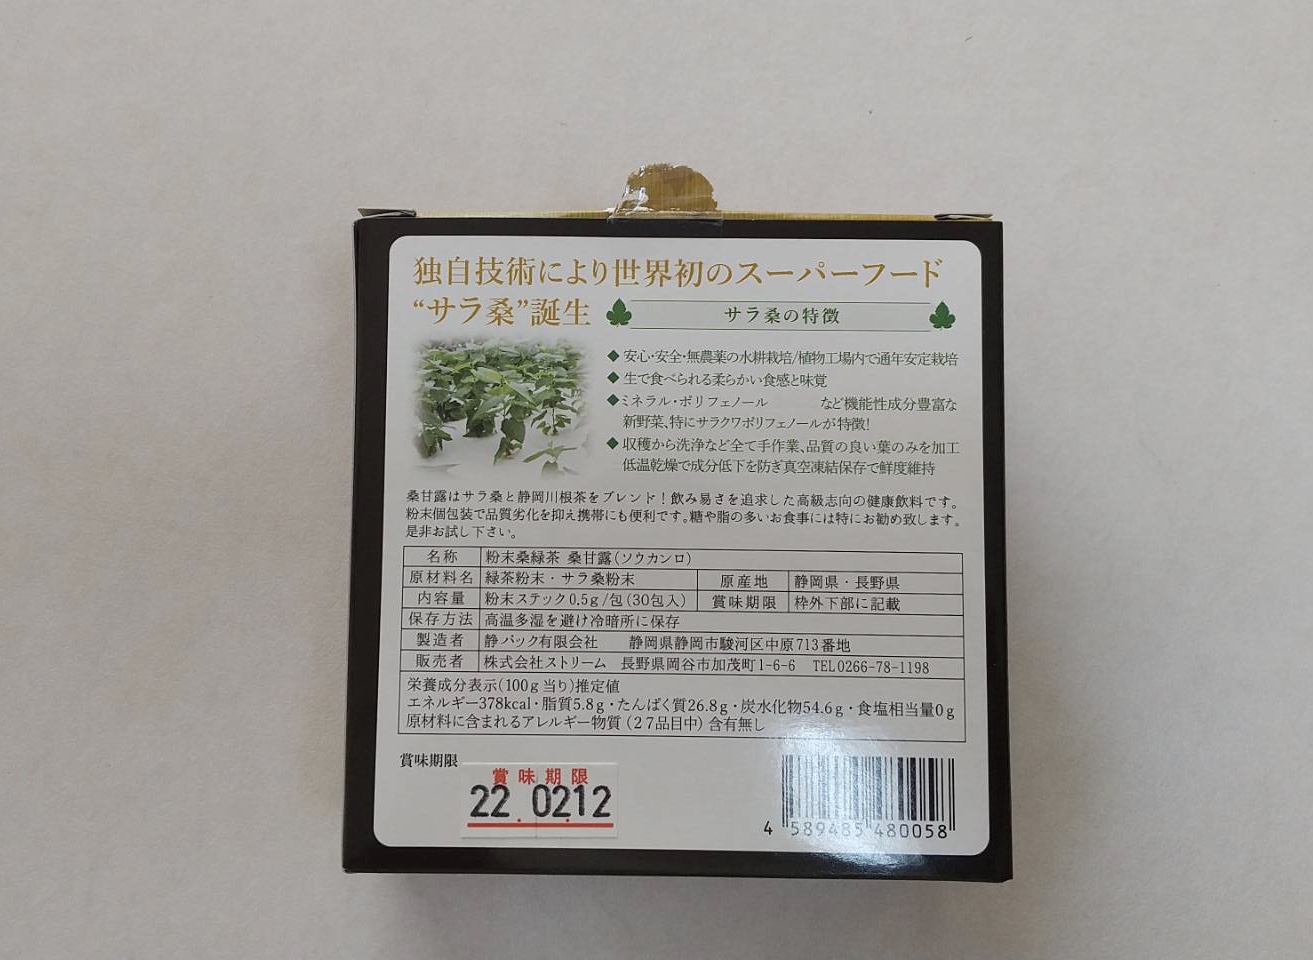 独自技術により世界初のスーパーフード
“サラ桑”誕生
サラ桑の特徴
◆安心・安全・無農薬の水耕栽培/植物工場内で通年安定栽培
◆生で食べられる柔らかい食感と味覚
◆ミネラル・ポリフェノール など機能性成分豊富な
新野菜、特にサラクワポリフェノールが特徴!
◆収穫から洗浄など全て手作業、品質の良い葉のみを加工
低温乾燥で成分低下を防ぎ真空凍結保存で鮮度維持
桑甘露はサラ桑と静岡川根茶をブレンド!飲み易さを追求した高級志向の健康飲料です。
粉末個包装で品質劣化を抑え携帯にも便利です。糖や脂の多いお食事には特にお勧め致します。
是非お試し下さい。
名称 粉末桑緑茶 桑甘露(ソウカンロ)
原材料名 緑茶粉末・サラ桑粉末 原産地 静岡県・長野県
内容量 粉末スティック0.5g/包(30包入) 賞味期限 枠外下部に記載
保存方法 高温多湿を避け冷暗所に保存
製造者 静パック有限会社 静岡県静岡市駿河区中原713番地
販売者 株式会社ストリーム 長野県岡谷市加茂町1-6-6 TEL0266-78-1198
栄養成分表示(100g当り)推定値
エネルギー378kcal・脂質5.8g・たんぱく質26.8g・炭水化物54.6g・食塩相当量0g
原材料に含まれるアレルギー物質(27品目中)含有無し
賞味期限
賞味期限
22.02.12
4 589485 480058